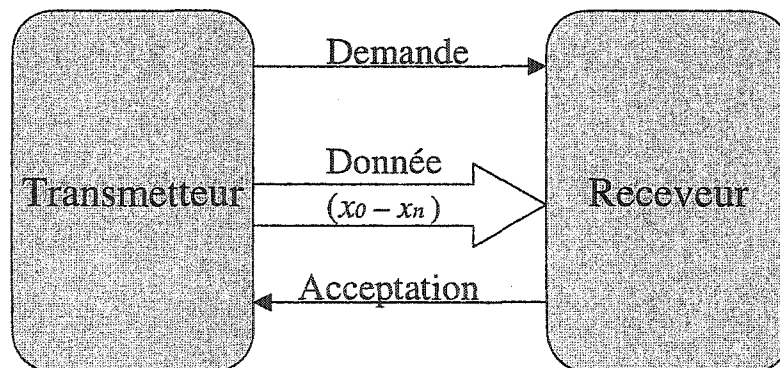 Demande
Donnée
Transmetteur
(x0 – xn)
Receveur
Acceptation